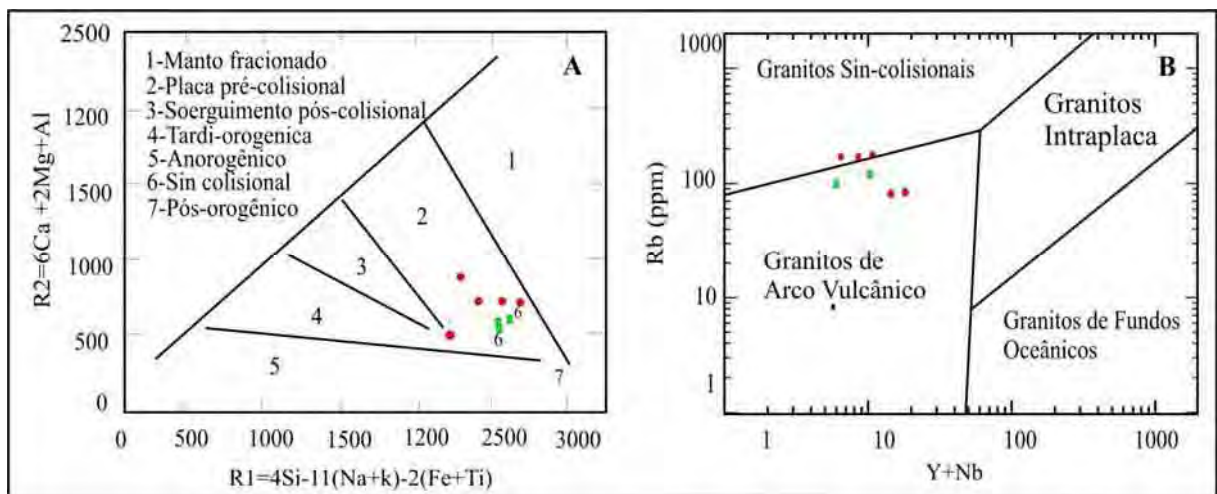 2500
1200
1500
1000
500
0
R2=6Ca +2Mg+Al
1-Manto fracionado
2-Placa pré-colisional
3-Soerguimento pós-colisional
4-Tardi-orogenica
5-Anorogênico
6-Sin colisional
7-Pós-orogênico
A
1
2
3
4
5
6
6
7
0 500 1000 1500 1200 2500 3000
R1=4Si-11(Na+k)-2(Fe+Ti)
1000
100
10
1
Rb (ppm)
Granitos Sin-colisionais
B
Granitos
Intraplaca
Granitos de
Arco Vulcânico
Granitos de Fundos
Oceânicos
1 10 100 1000
Y+Nb